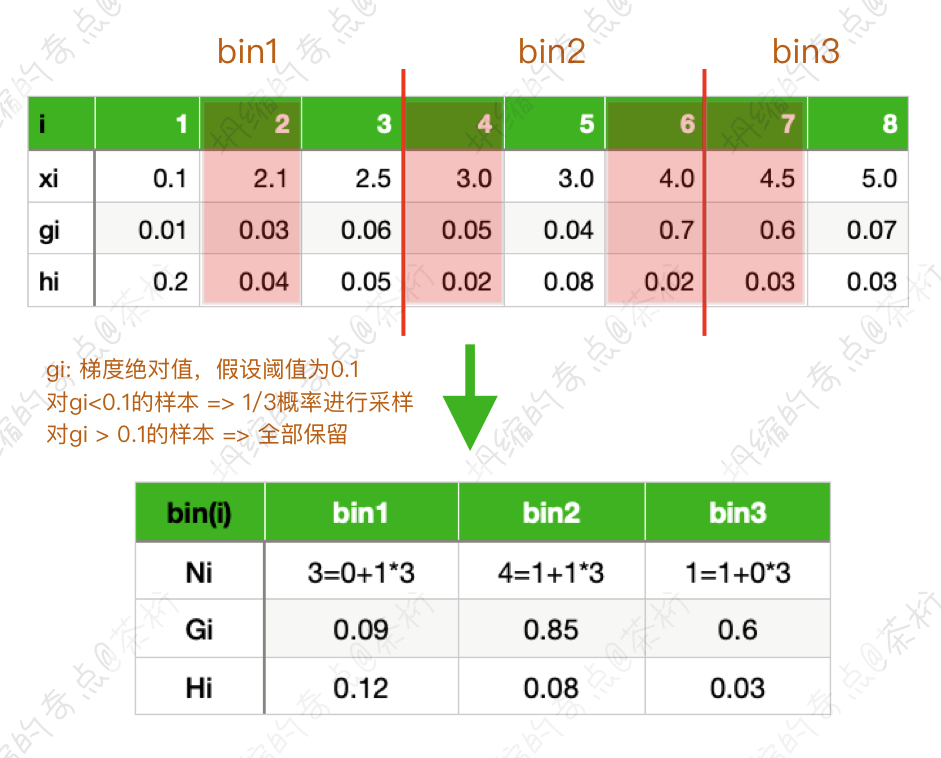 bin1 bin2 bin3
i 1 2 3 4 5 6 7 8
xi 0.1 2.1 2.5 3.0 3.0 4.0 4.5 5.0
gi 0.01 0.03 0.06 0.05 0.04 0.7 0.6 0.07
hi 0.2 0.04 0.05 0.02 0.08 0.02 0.03 0.03
gi: 梯度绝对值，假设阈值为0.1
对gi<0.1的样本 => 1/3概率进行采样
对gi > 0.1的样本 => 全部保留
bin(i) bin1 bin2 bin3
Ni 3=0+1*3 4=1+1*3 1=1+0*3
Gi 0.09 0.85 0.6
Hi 0.12 0.08 0.03
坍缩的奇点@茶桁